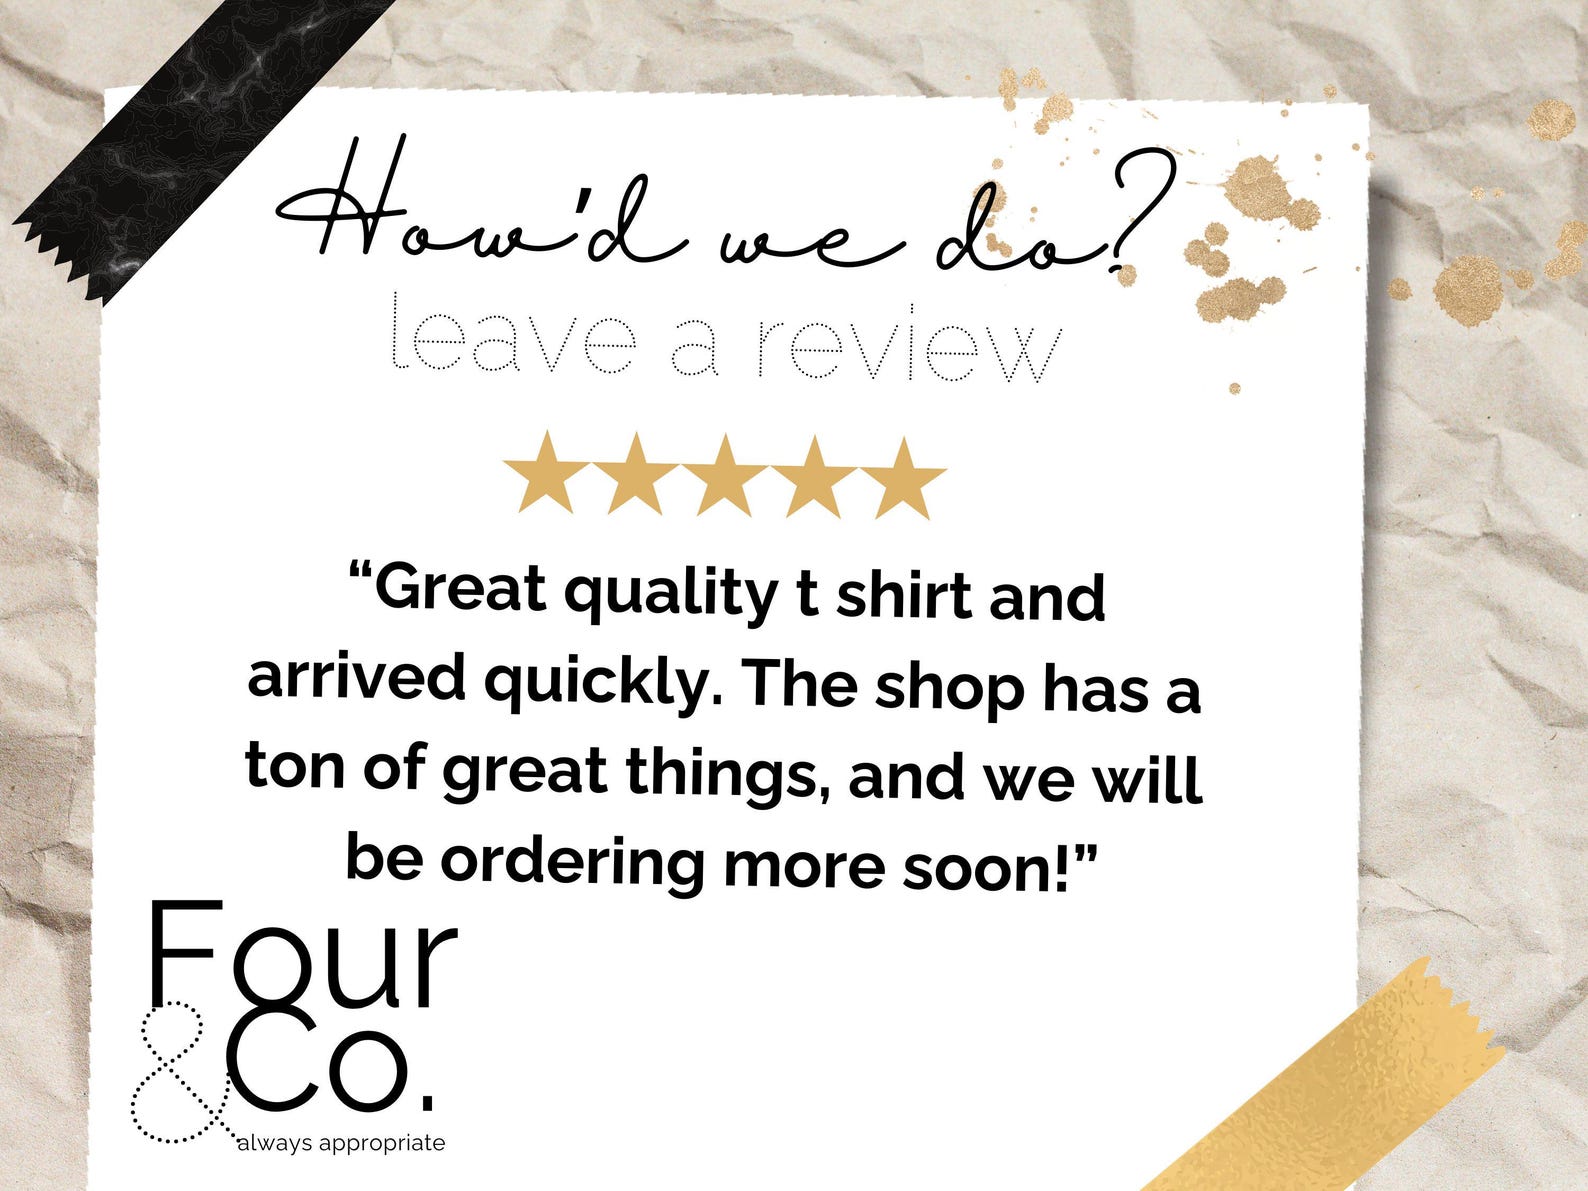 How'd we do?
leave a review
“Great quality t shirt and
arrived quickly. The shop has a
ton of great things, and we will
be ordering more soon!”
Four
& Co.
always appropriate